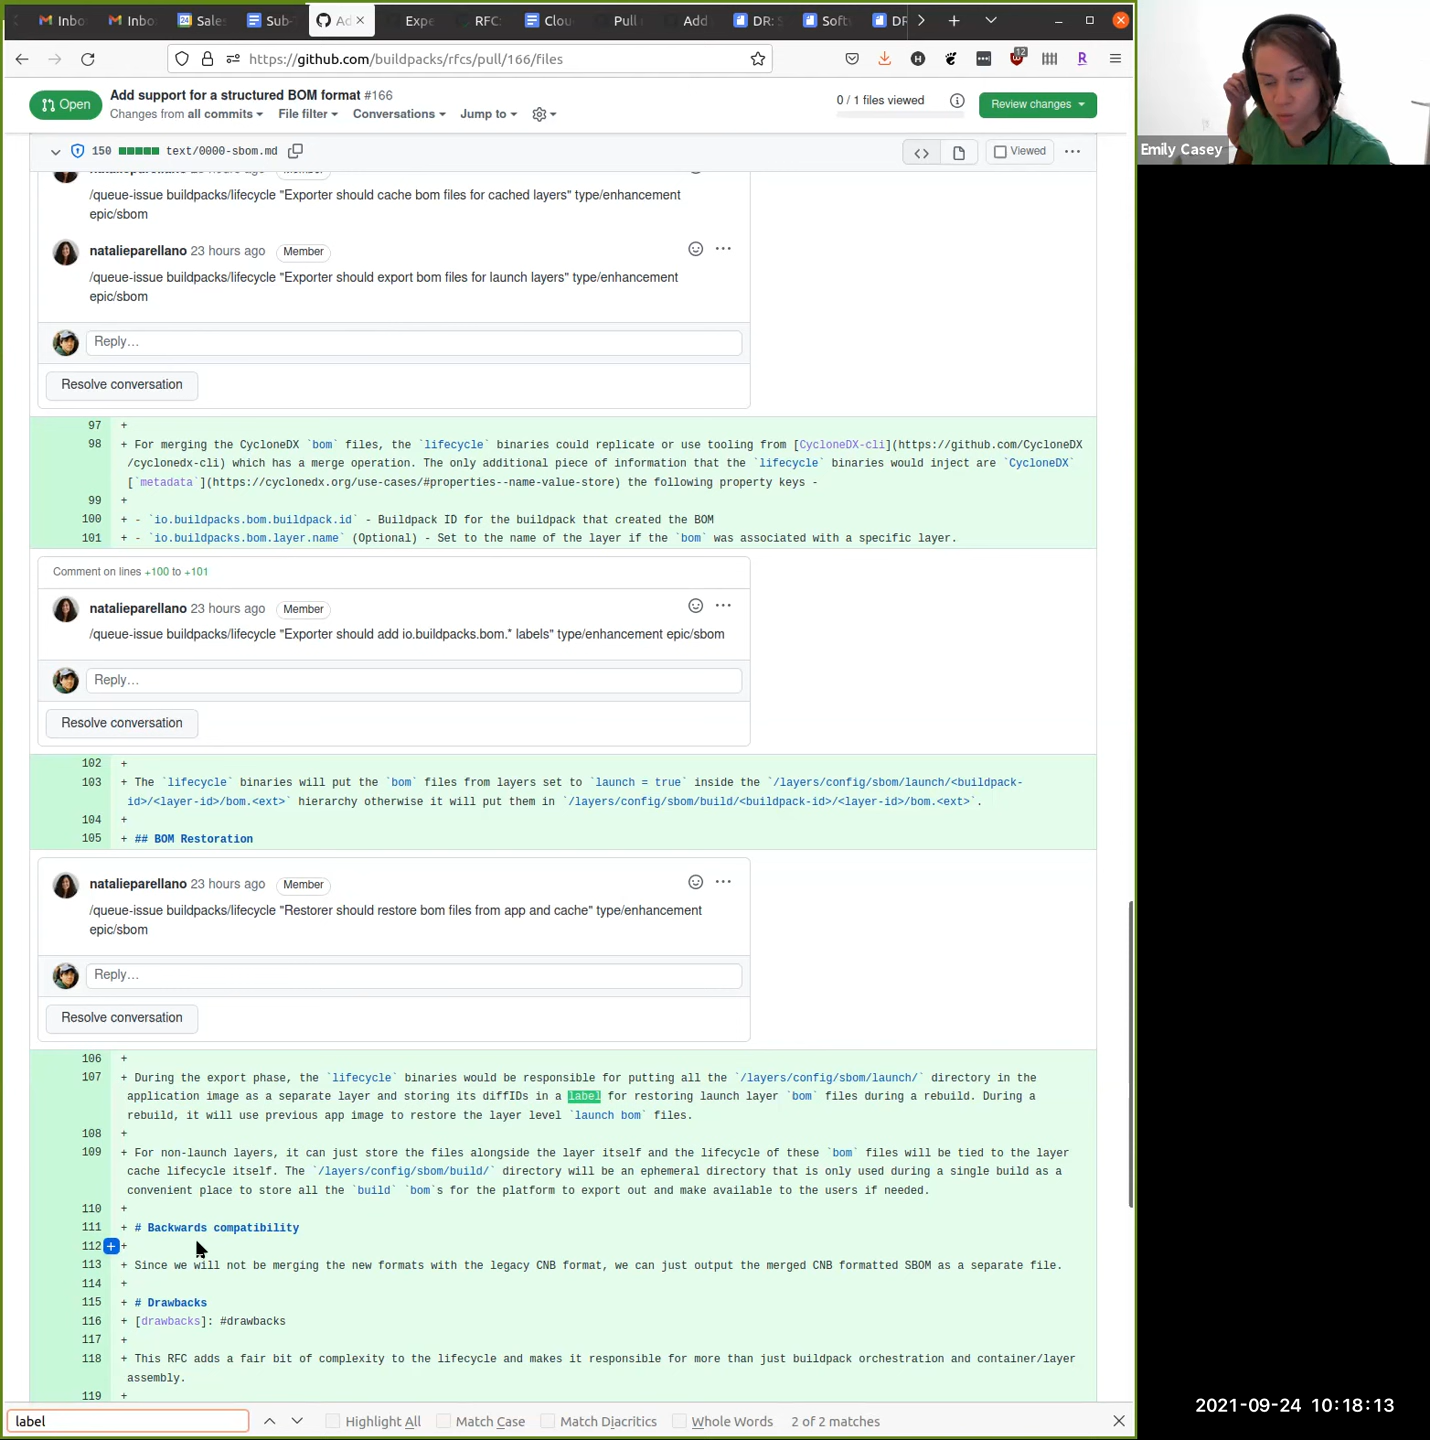 Inbo
Inbo
Sales
Sub-
Ad
Expe
RFC:
Clou
Pull
Add
DR:
Soft
DR
https://github.com/buildpacks/rfcs/pull/166/files
12
Open
Add support for a structured BOM format #166
Changes from all commits
File filter
Conversations
Jump to
0 / 1 files viewed
Review changes
150
text/0000-sbom.md
Viewed
/queue-issue buildpacks/lifecycle "Exporter should cache bom files for cached layers" type/enhancement
epic/sbom
natalieparellano 23 hours ago Member
/queue-issue buildpacks/lifecycle "Exporter should export bom files for launch layers" type/enhancement
epic/sbom
Reply…
Resolve conversation
97 +
98 + For merging the CycloneDX `bom` files, the `lifecycle` binaries could replicate or use tooling from [CycloneDX-cli](https://github.com/CycloneDX
/cyclonedx-cli) which has a merge operation. The only additional piece of information that the `lifecycle` binaries would inject are `CycloneDX`
[`metadata`](https://cyclonedx.org/use-cases/#properties--name-value-store) the following property keys -
99 +
100 + - `io.buildpacks.bom.buildpack.id` - Buildpack ID for the buildpack that created the BOM
101 + - `io.buildpacks.bom.layer.name` (Optional) - Set to the name of the layer if the `bom` was associated with a specific layer.
Comment on lines +100 to +101
natalieparellano 23 hours ago Member
/queue-issue buildpacks/lifecycle "Exporter should add io.buildpacks.bom.* labels" type/enhancement epic/sbom
Reply…
Resolve conversation
102 +
103 + The `lifecycle` binaries will put the `bom` files from layers set to `launch = true` inside the `/layers/config/sbom/launch/<buildpack-
id>/<layer-id>/bom.<ext>` hierarchy otherwise it will put them in `/layers/config/sbom/build/<buildpack-id>/<layer-id>/bom.<ext>`.
104 +
105 + ## BOM Restoration
natalieparellano 23 hours ago Member
/queue-issue buildpacks/lifecycle "Restorer should restore bom files from app and cache" type/enhancement
epic/sbom
Reply…
Resolve conversation
106 +
107 + During the export phase, the `lifecycle` binaries would be responsible for putting all the `/layers/config/sbom/launch/` directory in the
application image as a separate layer and storing its diffIDs in a label for restoring launch layer `bom` files during a rebuild. During a
rebuild, it will use previous app image to restore the layer level `launch bom` files.
108 +
109 + For non-launch layers, it can just store the files alongside the layer itself and the lifecycle of these `bom` files will be tied to the layer
cache lifecycle itself. The `/layers/config/sbom/build/` directory will be an ephemeral directory that is only used during a single build as a
convenient place to store all the `build` `bom`s for the platform to export out and make available to the users if needed.
110 +
111 + # Backwards compatibility
112 +
113 + Since we will not be merging the new formats with the legacy CNB format, we can just output the merged CNB formatted SBOM as a separate file.
114 +
115 + # Drawbacks
116 + [drawbacks]: #drawbacks
117 +
118 + This RFC adds a fair bit of complexity to the lifecycle and makes it responsible for more than just buildpack orchestration and container/layer
assembly.
119 +
label
Highlight All
Match Case
Match Diacritics
Whole Words
2 of 2 matches
Emily Casey
2021-09-24 10:18:13